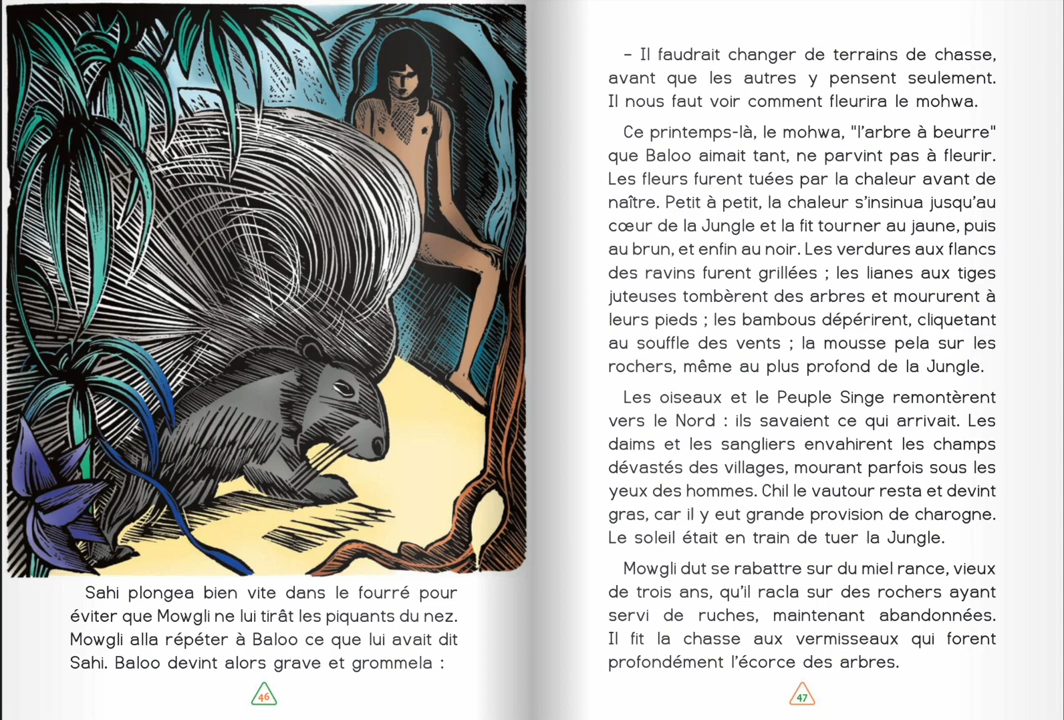 Sahi plongea bien vite dans le fourré pour
éviter que Mowgli ne lui tirât les piquants du nez.
Mowgli alla répéter à Baloo ce que lui avait dit
Sahi. Baloo devint alors grave et grommela :
46
– Il faudrait changer de terrains de chasse,
avant que les autres y pensent seulement.
Il nous faut voir comment fleurira le mohwa.
Ce printemps-là, le mohwa, "l'arbre à beurre"
que Baloo aimait tant, ne parvint pas à fleurir.
Les fleurs furent tuées par la chaleur avant de
naître. Petit à petit, la chaleur s'insinua jusqu'au
cœur de la Jungle et la fit tourner au jaune, puis
au brun, et enfin au noir. Les verdures aux flancs
des ravins furent grillées ; les lianes aux tiges
juteuses tombèrent des arbres et moururent à
leurs pieds ; les bambous dépérirent, cliquetant
au souffle des vents ; la mousse pela sur les
rochers, même au plus profond de la Jungle.
Les oiseaux et le Peuple Singe remontèrent
vers le Nord : ils savaient ce qui arrivait. Les
daims et les sangliers envahirent les champs
dévastés des villages, mourant parfois sous les
yeux des hommes. Chil le vautour resta et devint
gras, car il y eut grande provision de charogne.
Le soleil était en train de tuer la Jungle.
Mowgli dut se rabattre sur du miel rance, vieux
de trois ans, qu'il racla sur des rochers ayant
servi de ruches, maintenant abandonnées.
Il fit la chasse aux vermisseaux qui forent
profondément l'écorce des arbres.
47